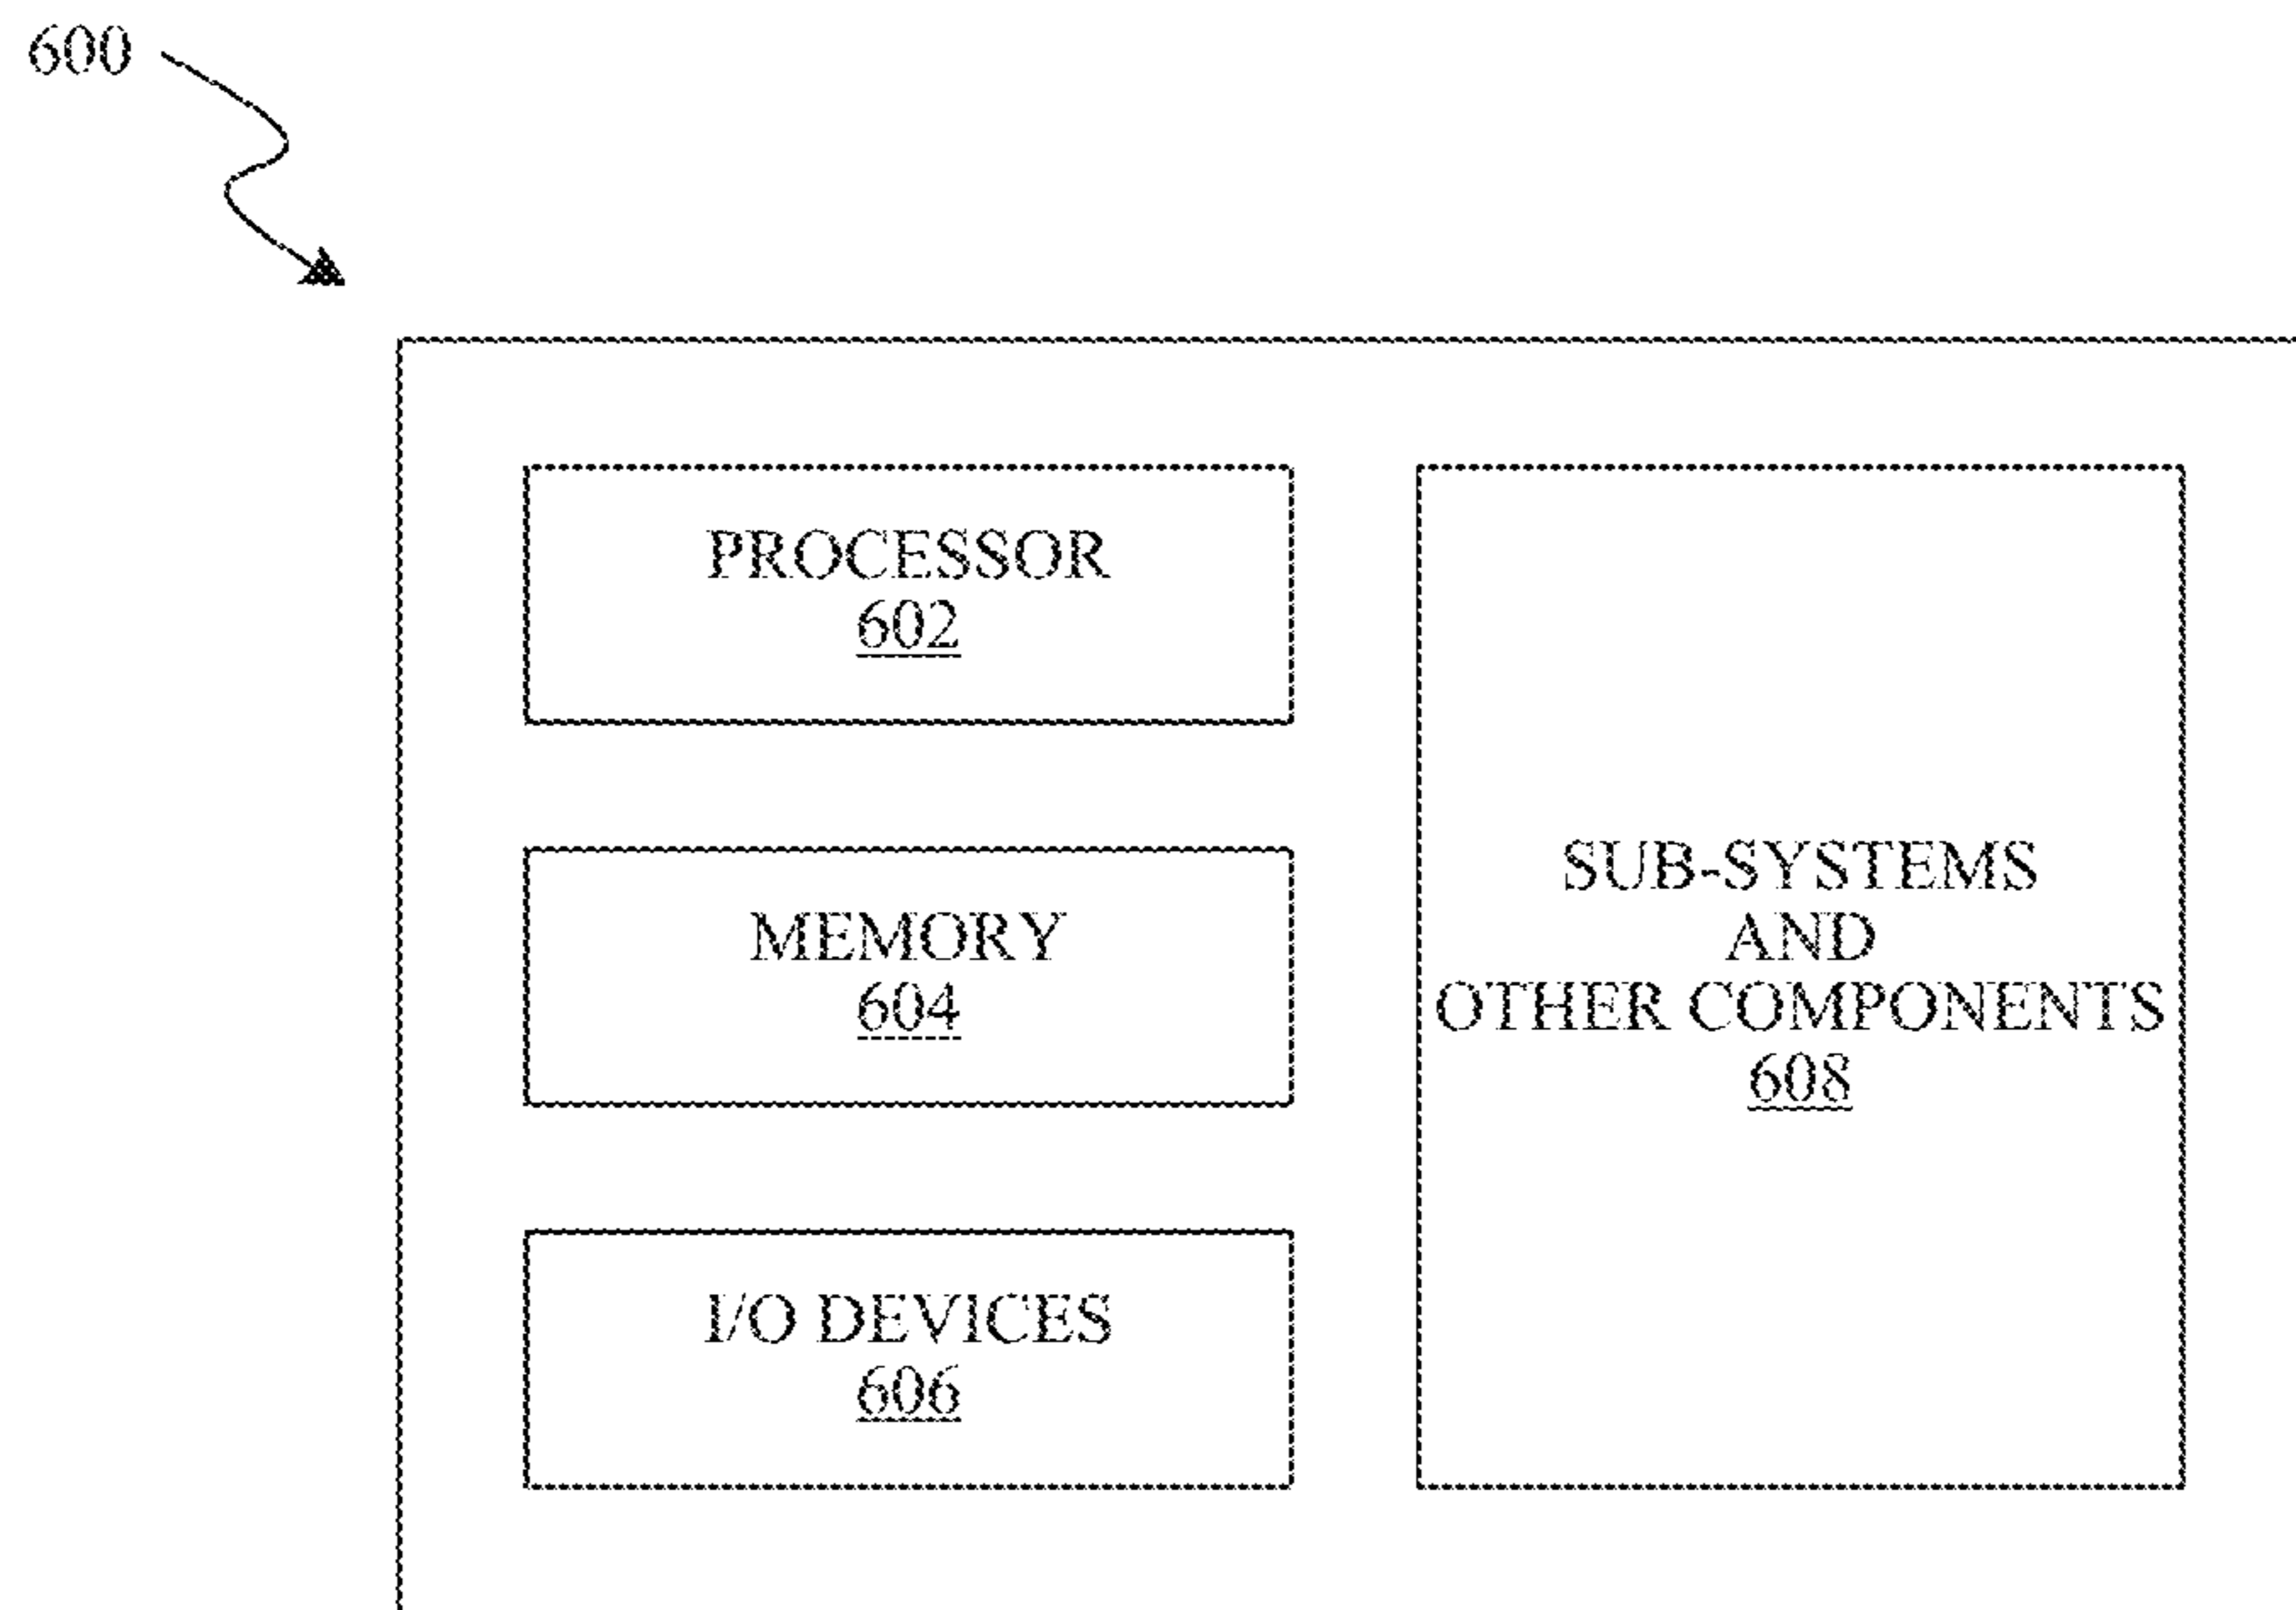 600
PROCESSOR
602
MEMORY
604
I/O DEVICES
606
SUB-SYSTEMS
AND
OTHER COMPONENTS
608